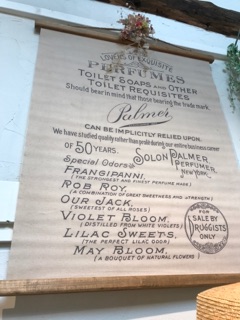 LOVERS OF EXQUISITE
PERFUMES
TOILET SOAPS AND OTHER
TOILET REQUISITES
Should bear in mind that those bearing the trade mark
Palmer
CAN BE IMPLICITLY RELIED UPON.
We have studied quality rather than profit during our entire business career
OF 50 YEARS.
SOLON PALMER,
PERFUMER,
New York.
Special Odors
FRANGIPANNI,
(THE STRONGEST AND FINEST PERFUME MADE)
ROB ROY,
(A COMBINATION OF GREAT SWEETNESS AND STRENGTH)
OUR JACK,
(SWEETEST OF ALL ROSES)
VIOLET BLOOM,
(DISTILLED FROM WHITE VIOLETS)
LILAC SWEETS,
(THE PERFECT LILAC ODOR)
MAY BLOOM,
(A BOUQUET OF NATURAL FLOWERS)
FOR
SALE BY
DRUGGISTS
ONLY